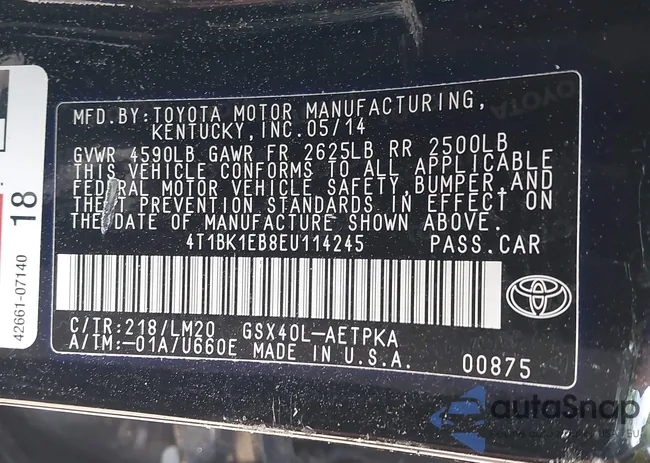 MFD.BY:TOYOTA MOTOR MANUFACTURING,
KENTUCKY,INC.05/14
GVWR 4590LB GAWR FR 2625LB RR 2500LB
THIS VEHICLE CONFORMS TO ALL APPLICABLE
FEDERAL MOTOR VEHICLE SAFETY,BUMPER,AND
THEFT PREVENTION STANDARDS IN EFFECT ON
THE DATE OF MANUFACTURE SHOWN ABOVE.
4T1BK1EB8EU114245 PASS.CAR
C/TR:218/LM20 GSX40L-AETPKA
A/TM:-01A/U660E MADE IN U.S.A. 00875
18
42661-07140
autoSnap